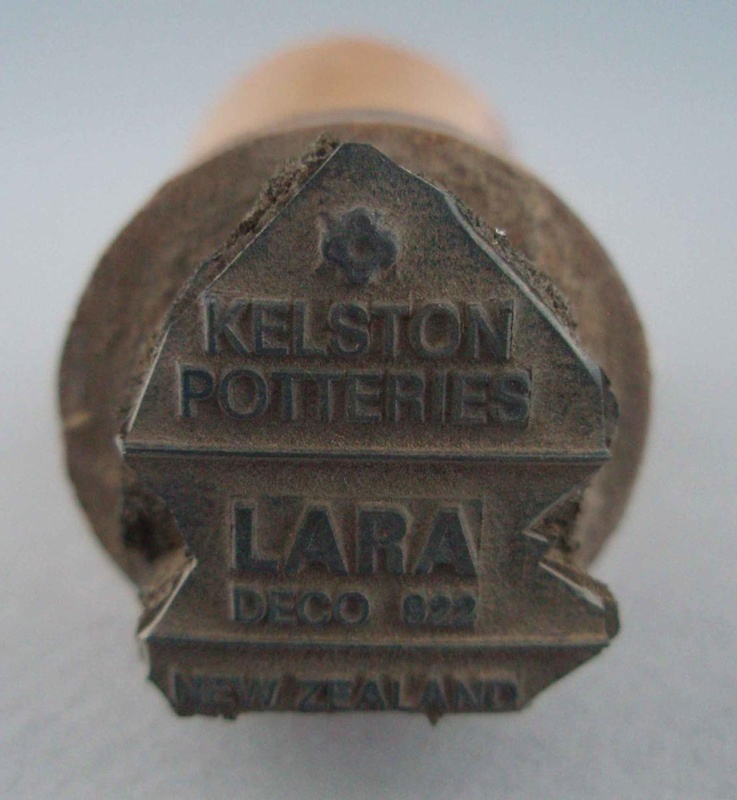 KELSTON
POTTERIES
LARA
DECO 822
NEW ZEALAND